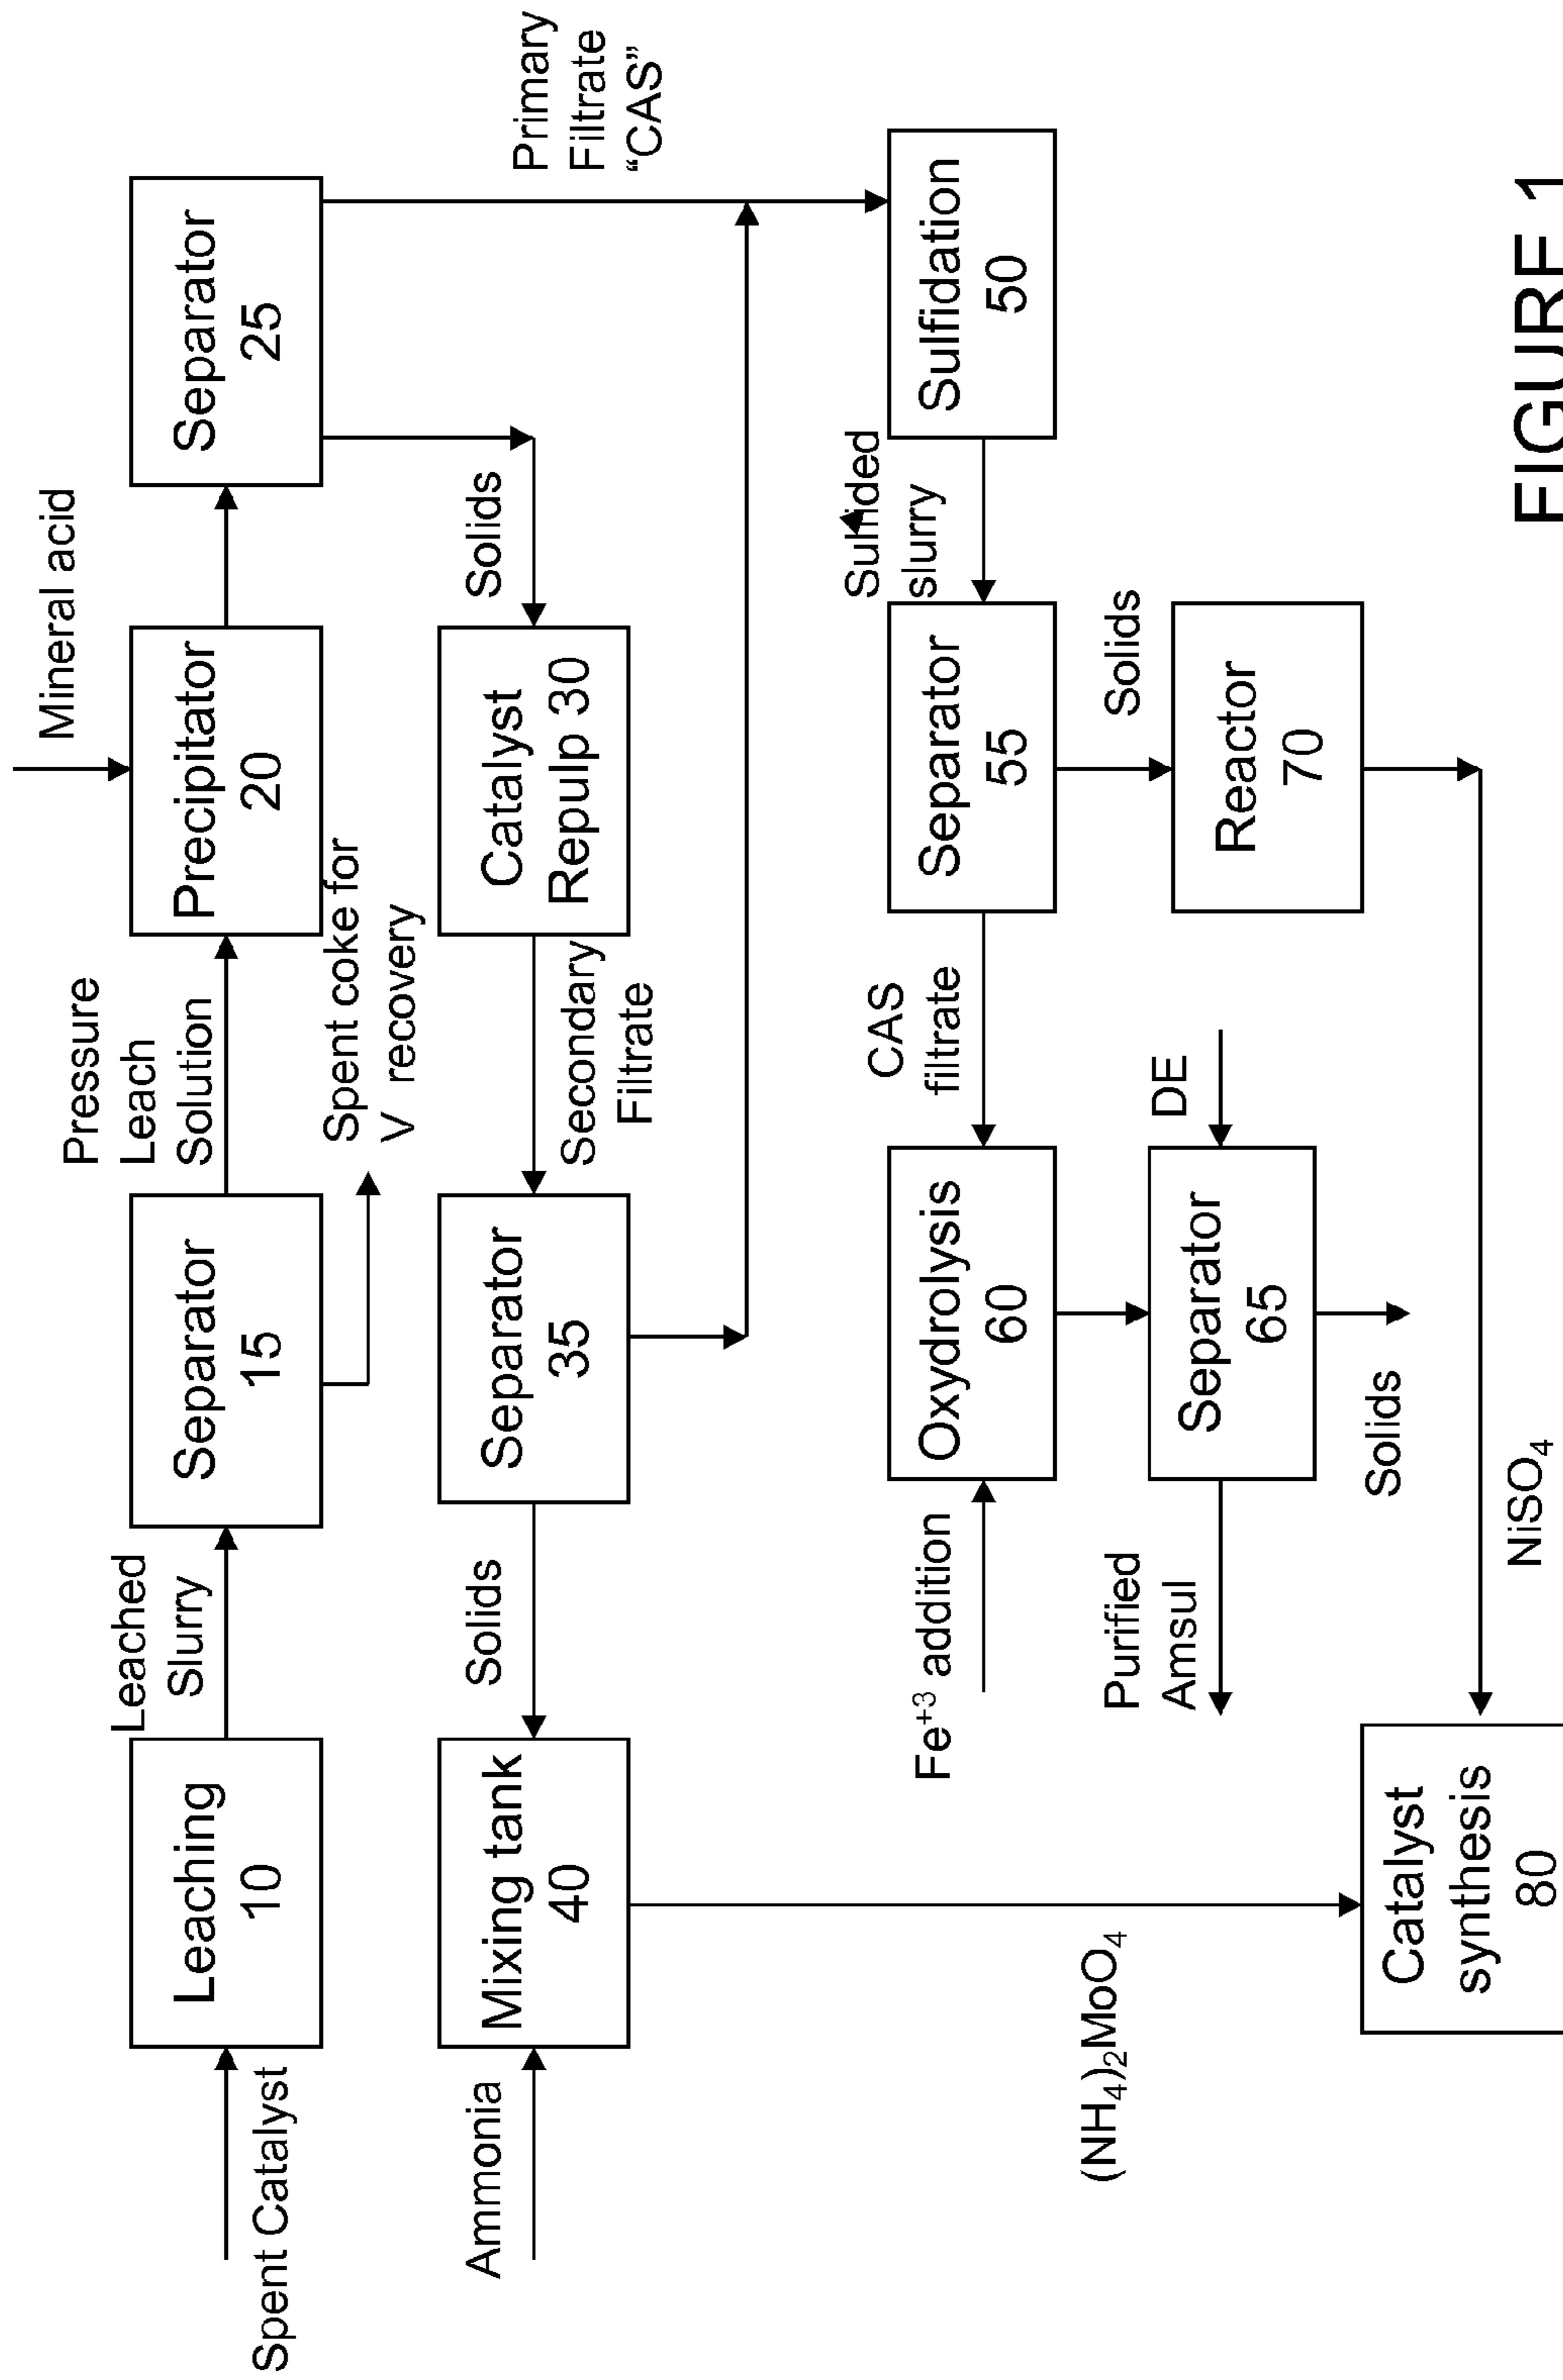 Mineral acid
Pressure
Leach
Solution
Leached
Slurry
Spent Catalyst
Leaching
10
Separator
15
Precipitator
20
Separator
25
Spent coke for
V recovery
Primary
Filtrate
“CAS”
Ammonia
Mixing tank
40
Solids
Separator
35
Secondary
Filtrate
Catalyst
Repulp 30
Solids
Sulfided
slurry
Fe+3 addition
Oxydrolysis
60
CAS
filtrate
Separator
55
Sulfidation
50
Purified
Amsul
Separator
65
DE
Solids
Solids
Reactor
70
(NH4)2MoO4
Catalyst
synthesis
80
NiSO4
FIGURE 1